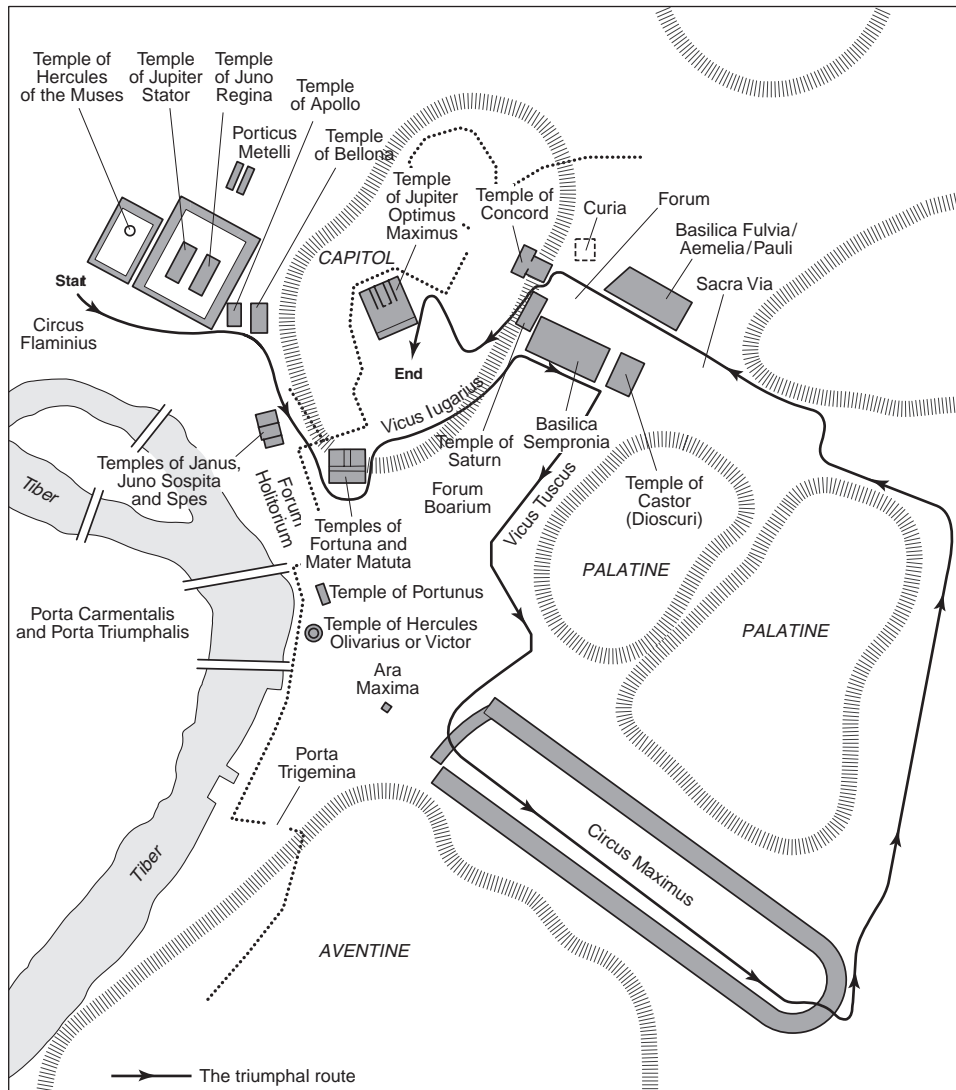 Temple of
Hercules
of the Muses
Temple
of Jupiter
Stator
Temple
of Juno
Regina
Temple
of Apollo
Porticus
Metelli
Temple
of Bellona
Temple
of Jupiter
Optimus
Maximus
Temple of
Concord
Curia
Forum
Basilica Fulvia/
Aemelia/Pauli
Sacra Via
CAPITOL
Start
Circus
Flaminius
End
Vicus Iugarius
Temple of
Saturn
Basilica
Sempronia
Temple of
Castor
(Dioscuri)
Temples of Janus,
Juno Sospita
and Spes
Tiber
Forum
Holitorium
Forum
Boarium
Vicus Tuscus
Temples of
Fortuna and
Mater Matuta
PALATINE
PALATINE
Temple of Portunus
Porta Carmentalis
and Porta Triumphalis
Temple of Hercules
Olivarius or Victor
Ara
Maxima
Porta
Trigemina
Tiber
Circus Maximus
AVENTINE
The triumphal route